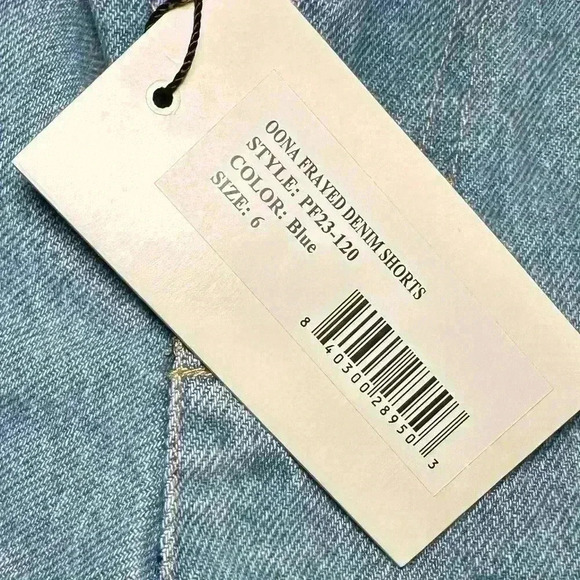 OONA FRAYED DENIM SHORTS
STYLE: PF23-120
COLOR: Blue
SIZE: 6
8 40300 28950 3